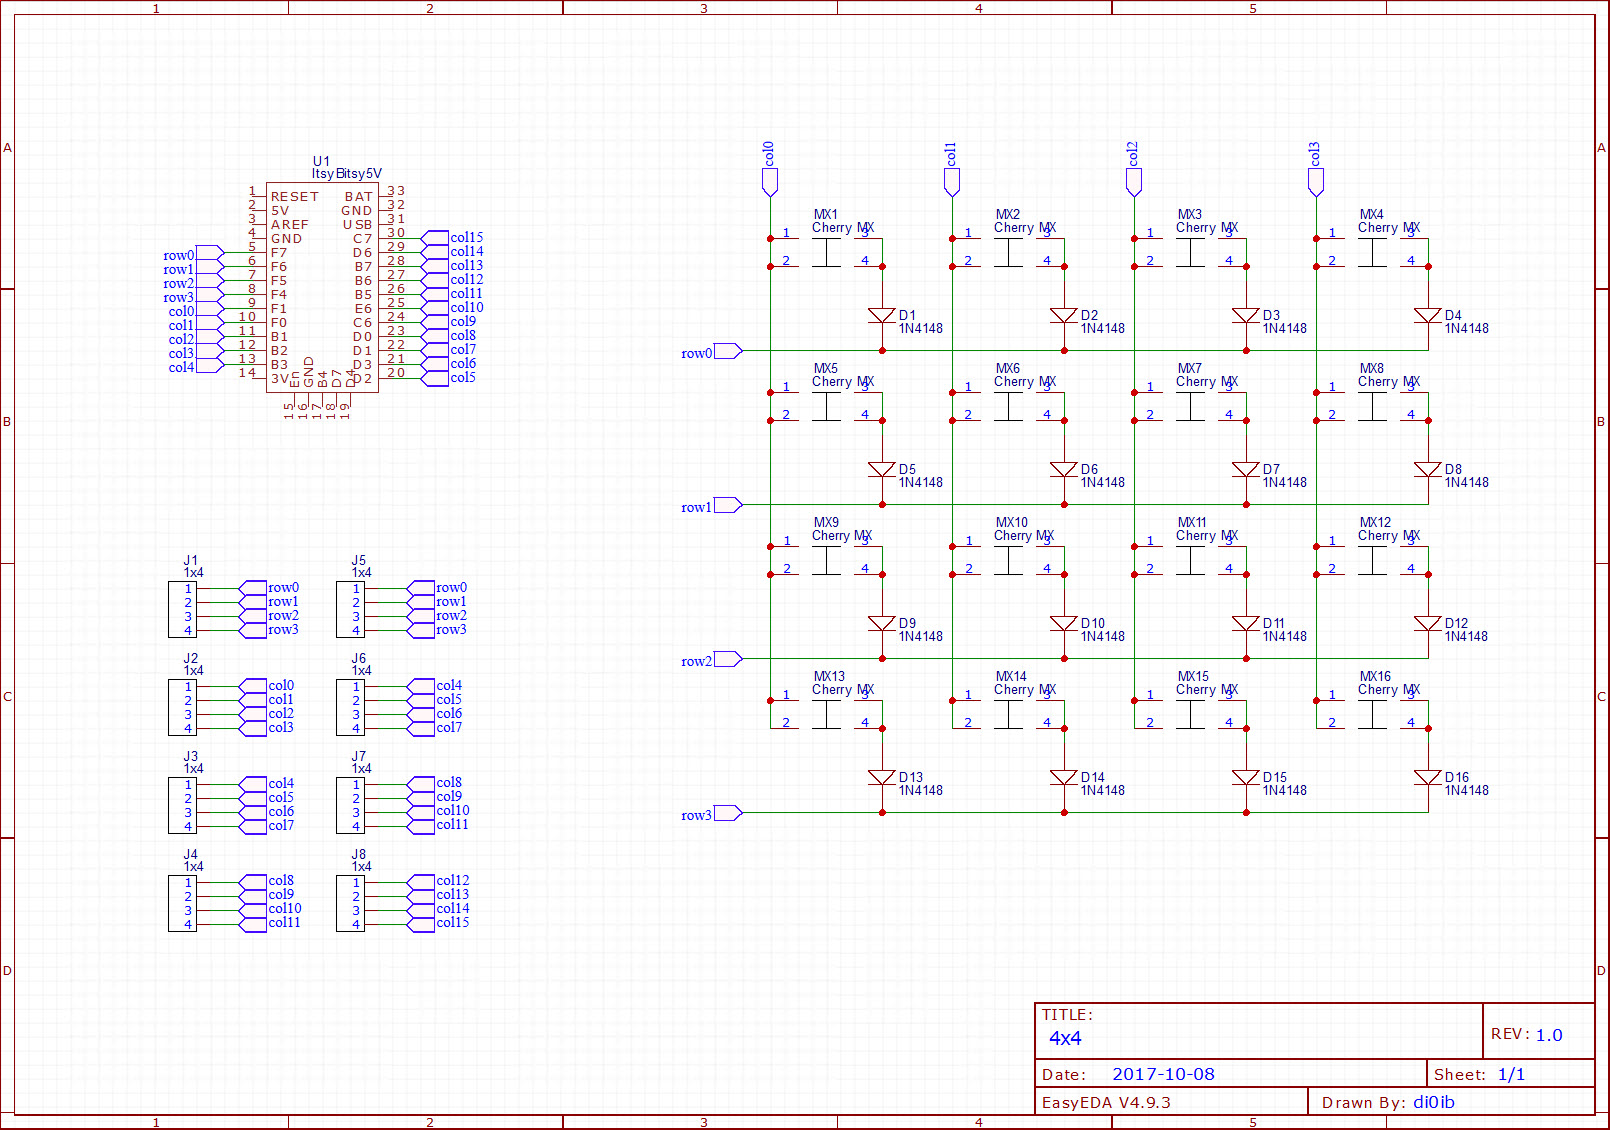 1 2 3 4 5
A A
B B
C C
D D
U1
ItsyBitsy5V
1 RESET BAT 33
2 5V GND 32
3 AREF USB 31
4 GND C7 30 col15
row0 5 F7 D6 29 col14
row1 6 F6 B7 28 col13
row2 7 F5 B6 27 col12
row3 8 F4 B5 26 col11
col0 9 F1 E6 25 col10
col1 10 F0 C6 24 col9
col2 11 B1 D0 23 col8
col3 12 B2 D1 22 col7
col4 13 B3 D3 21 col6
14 3V D2 20 col5
En GND B4 D7 D4
15 16 17 18 19
J1
1x4
1 row0
2 row1
3 row2
4 row3
J5
1x4
1 row0
2 row1
3 row2
4 row3
J2
1x4
1 col0
2 col1
3 col2
4 col3
J6
1x4
1 col4
2 col5
3 col6
4 col7
J3
1x4
1 col4
2 col5
3 col6
4 col7
J7
1x4
1 col8
2 col9
3 col10
4 col11
J4
1x4
1 col8
2 col9
3 col10
4 col11
J8
1x4
1 col12
2 col13
3 col14
4 col15
col0 col1 col2 col3
MX1 MX2 MX3 MX4
Cherry MX Cherry MX Cherry MX Cherry MX
1 3 1 3 1 3 1 3
2 4 2 4 2 4 2 4
D1 D2 D3 D4
1N4148 1N4148 1N4148 1N4148
row0
MX5 MX6 MX7 MX8
Cherry MX Cherry MX Cherry MX Cherry MX
1 3 1 3 1 3 1 3
2 4 2 4 2 4 2 4
D5 D6 D7 D8
1N4148 1N4148 1N4148 1N4148
row1
MX9 MX10 MX11 MX12
Cherry MX Cherry MX Cherry MX Cherry MX
1 3 1 3 1 3 1 3
2 4 2 4 2 4 2 4
D9 D10 D11 D12
1N4148 1N4148 1N4148 1N4148
row2
MX13 MX14 MX15 MX16
Cherry MX Cherry MX Cherry MX Cherry MX
1 3 1 3 1 3 1 3
2 4 2 4 2 4 2 4
D13 D14 D15 D16
1N4148 1N4148 1N4148 1N4148
row3
TITLE:
4x4
REV: 1.0
Date: 2017-10-08
Sheet: 1/1
EasyEDA V4.9.3
Drawn By: di0ib
1 2 3 4 5